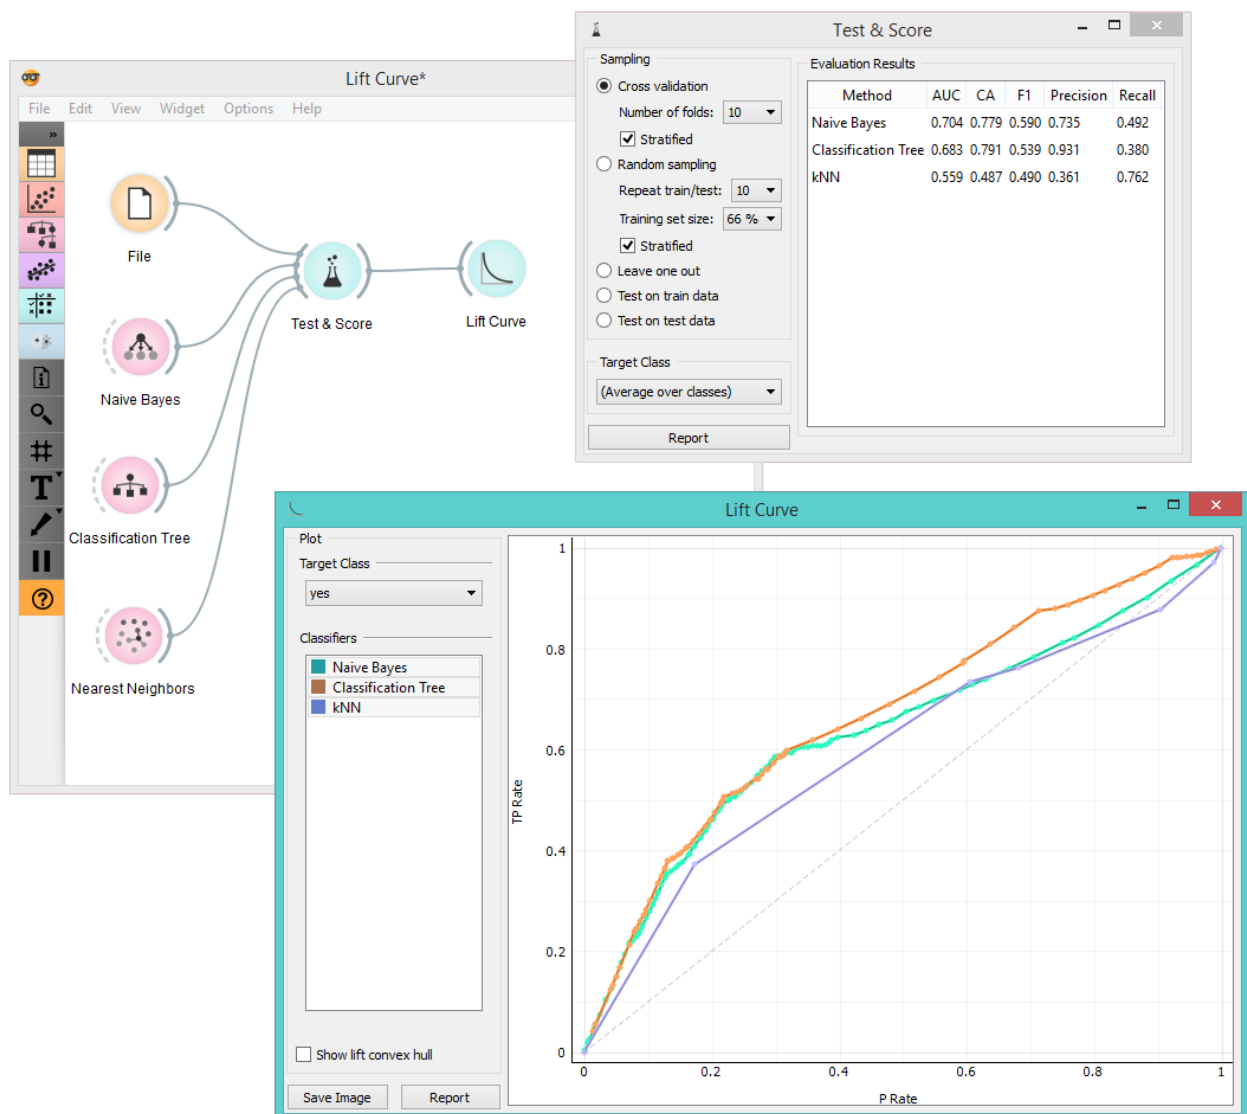 Lift Curve*
File Edit View Widget Options Help
»
File
Naive Bayes
Classification Tree
Nearest Neighbors
Test & Score
Lift Curve
Test & Score
Sampling
Cross validation
Number of folds: 10
Stratified
Random sampling
Repeat train/test: 10
Training set size: 66 %
Stratified
Leave one out
Test on train data
Test on test data
Target Class
(Average over classes)
Report
Evaluation Results
Method AUC CA F1 Precision Recall
Naive Bayes 0.704 0.779 0.590 0.735 0.492
Classification Tree 0.683 0.791 0.539 0.931 0.380
kNN 0.559 0.487 0.490 0.361 0.762
Lift Curve
Plot
Target Class
yes
Classifiers
Naive Bayes
Classification Tree
kNN
Show lift convex hull
Save Image Report
TP Rate
1
0.8
0.6
0.4
0.2
0
0 0.2 0.4 0.6 0.8 1
P Rate